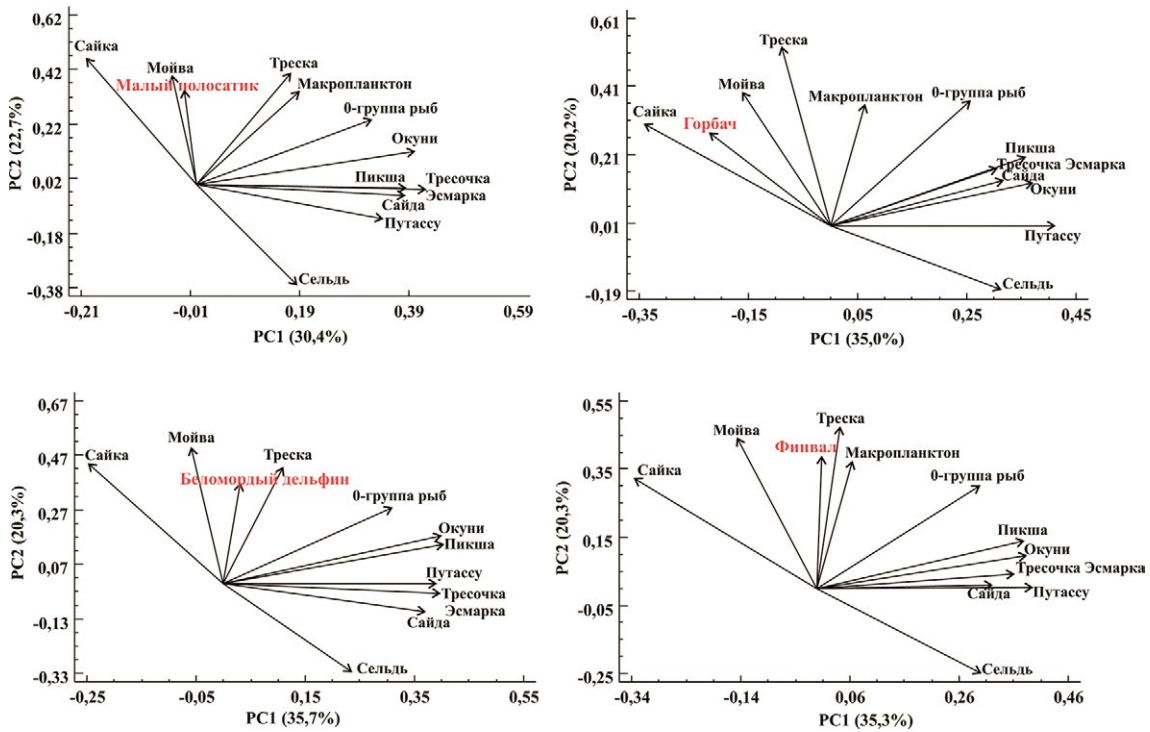 0,62
0,42
0,22
0,02
-0,18
-0,38
PC2 (22,7%)
Сайка
Мойва
Малый полосатик
Треска
Макропланктон
0-группа рыб
Окуни
Пикша
Тресочка
Эсмарка
Сайда
Путассу
Сельдь
-0,21
-0,01
0,19
0,39
0,59
PC1 (30,4%)
0,61
0,41
0,21
0,01
-0,19
PC2 (20,2%)
Треска
Мойва
Сайка
Горбач
Макропланктон
0-группа рыб
Пикша
Тресочка Эсмарка
Сайда
Окуни
Путассу
Сельдь
-0,35
-0,15
0,05
0,25
0,45
PC1 (35,0%)
0,67
0,47
0,27
0,07
-0,13
-0,33
PC2 (20,3%)
Мойва
Сайка
Треска
Беломордый дельфин
0-группа рыб
Окуни
Пикша
Путассу
Тресочка
Эсмарка
Сайда
Сельдь
-0,25
-0,05
0,15
0,35
0,55
PC1 (35,7%)
0,55
0,35
0,15
-0,05
-0,25
PC2 (20,3%)
Треска
Мойва
Финвал
Макропланктон
Сайка
0-группа рыб
Пикша
Окуни
Тресочка Эсмарка
Сайда
Путассу
Сельдь
-0,34
-0,14
0,06
0,26
0,46
PC1 (35,3%)